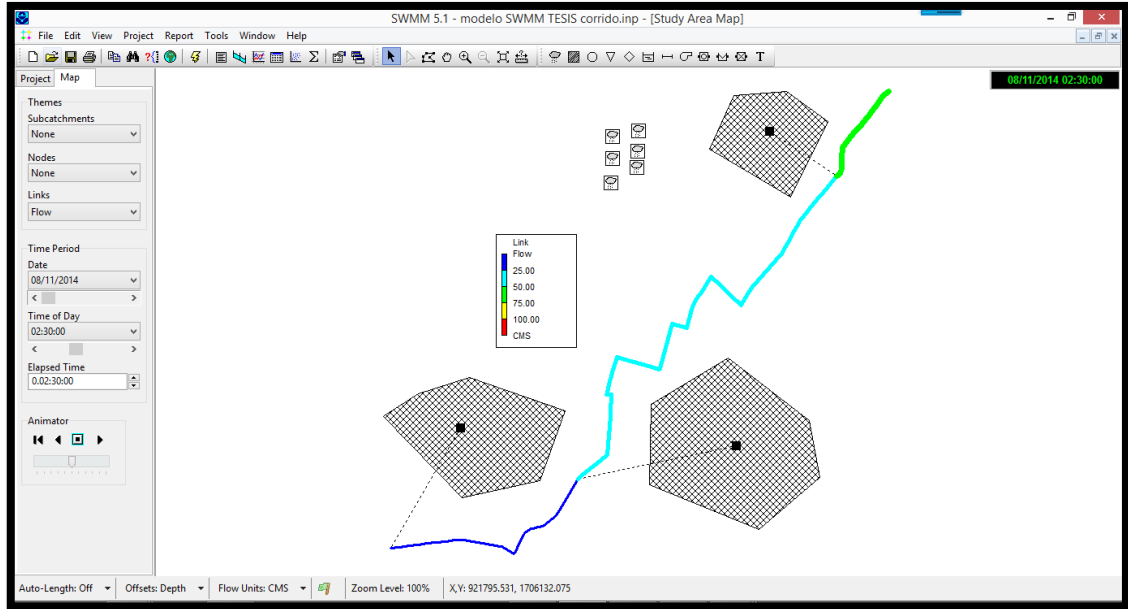 SWMM 5.1 - modelo SWMM TESIS corrido.inp - [Study Area Map]
File Edit View Project Report Tools Window Help
Project Map
08/11/2014 02:30:00
Themes
Subcatchments
None
Nodes
None
Links
Flow
Time Period
Date
08/11/2014
Time of Day
02:30:00
Elapsed Time
0.02:30:00
Animator
Link
Flow
25.00
50.00
75.00
100.00
CMS
Auto-Length: Off Offsets: Depth Flow Units: CMS Zoom Level: 100% X,Y: 921795.531, 1706132.075